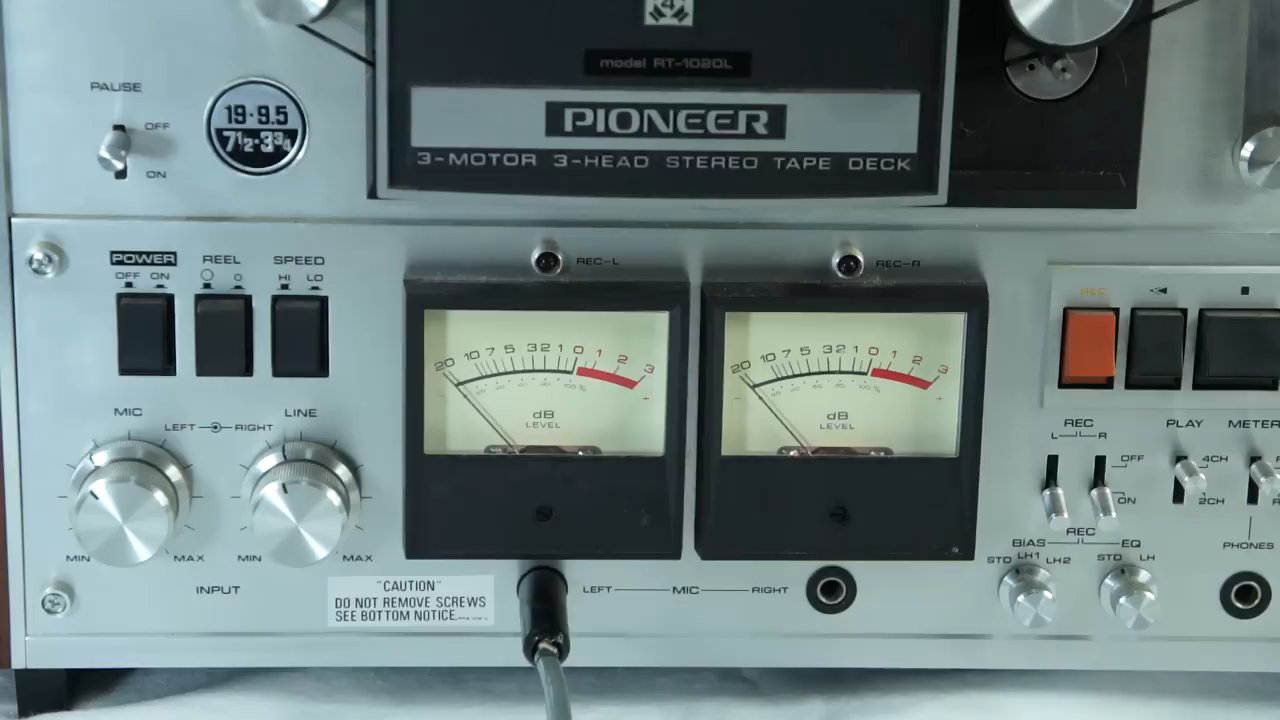 4
model RT-1020L
PIONEER
3-MOTOR 3-HEAD STEREO TAPE DECK
PAUSE
OFF
ON
19·9.5
7½·3¾
POWER
OFF ON
REEL
SPEED
HI LO
REC-L
REC-R
20 10 7 5 3 2 1 0 1 2 3
- +
100 %
dB
LEVEL
20 10 7 5 3 2 1 0 1 2 3
- +
100 %
dB
LEVEL
REC
MIC
LEFT RIGHT
LINE
MIN MAX
MIN MAX
INPUT
"CAUTION"
DO NOT REMOVE SCREWS
SEE BOTTOM NOTICE
LEFT MIC RIGHT
REC
L R
OFF
ON
PLAY
4CH
2CH
METER
PHONES
REC
BIAS EQ
STD LH1 LH2
STD LH